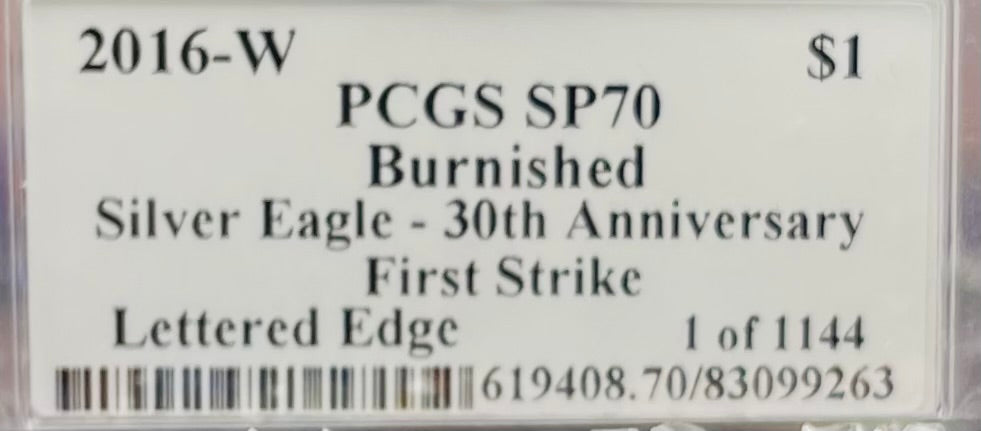 2016-W $1
PCGS SP70
Burnished
Silver Eagle - 30th Anniversary
First Strike
Lettered Edge 1 of 1144
619408.70/83099263